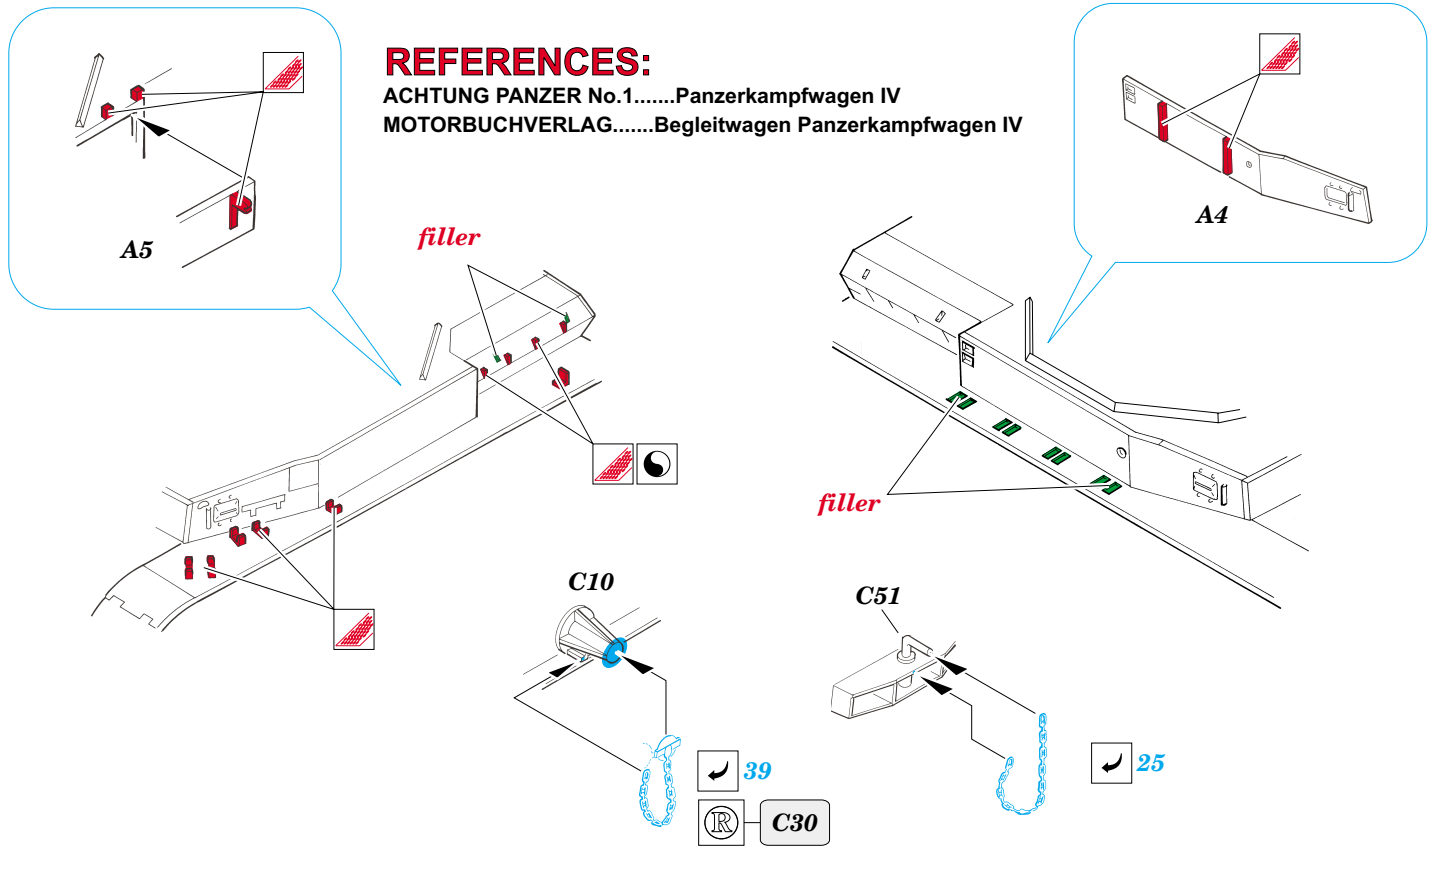 REFERENCES:
ACHTUNG PANZER No.1.......Panzerkampfwagen IV
MOTORBUCHVERLAG.......Begleitwagen Panzerkampfwagen IV
A5
A4
filler
filler
C10
C51
39
25
R
C30